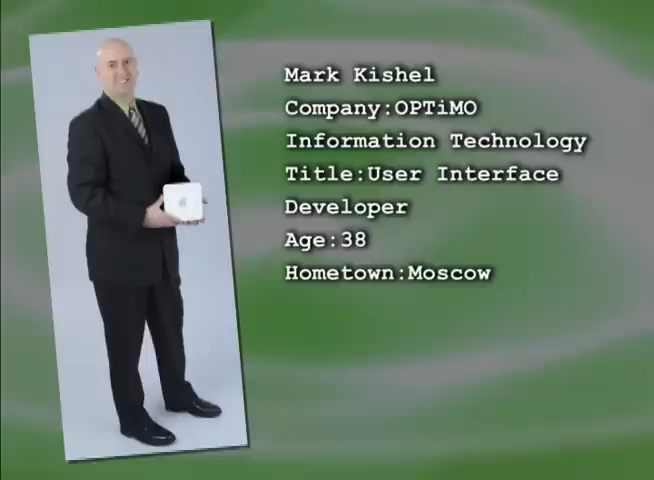 Mark Kishel
Company:OPTiMO
Information Technology
Title:User Interface
Developer
Age:38
Hometown:Moscow